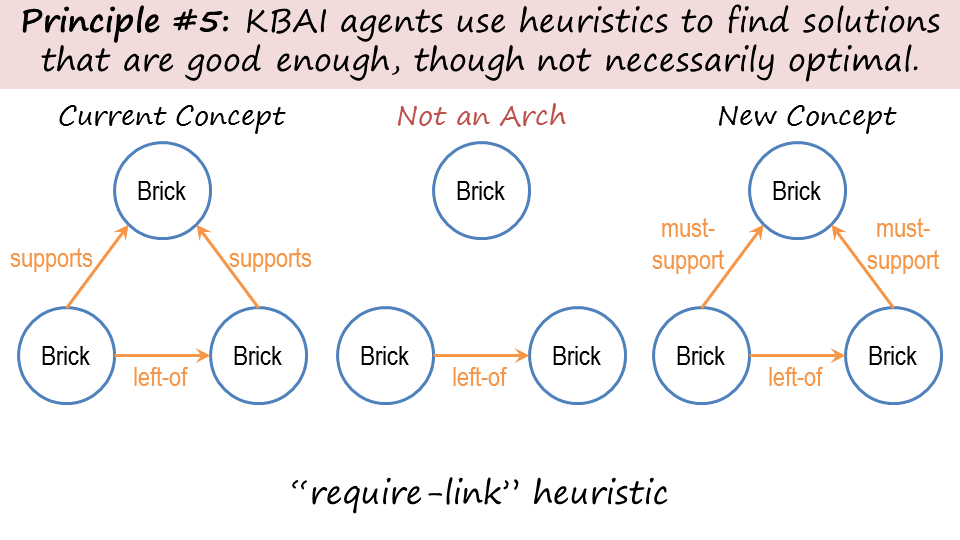 Principle #5: KBAI agents use heuristics to find solutions
that are good enough, though not necessarily optimal.
Current Concept
Brick
supports
supports
Brick
Brick
left-of
Not an Arch
Brick
Brick
Brick
left-of
New Concept
Brick
must-
support
must-
support
Brick
Brick
left-of
“require-link” heuristic